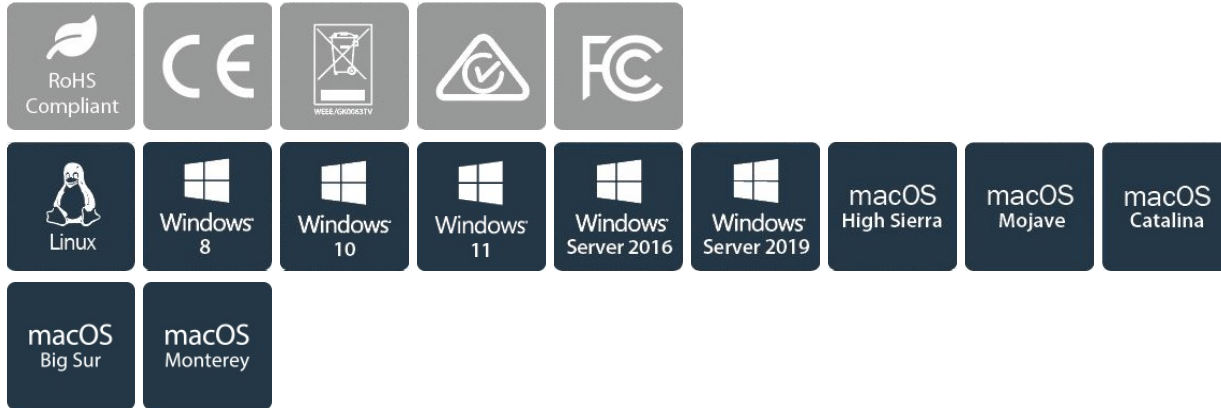 RoHS
Compliant
CE
WEEE/GK0063TV
FC
Linux
Windows
8
Windows
10
Windows
11
Windows
Server 2016
Windows
Server 2019
macOS
High Sierra
macOS
Mojave
macOS
Catalina
macOS
Big Sur
macOS
Monterey